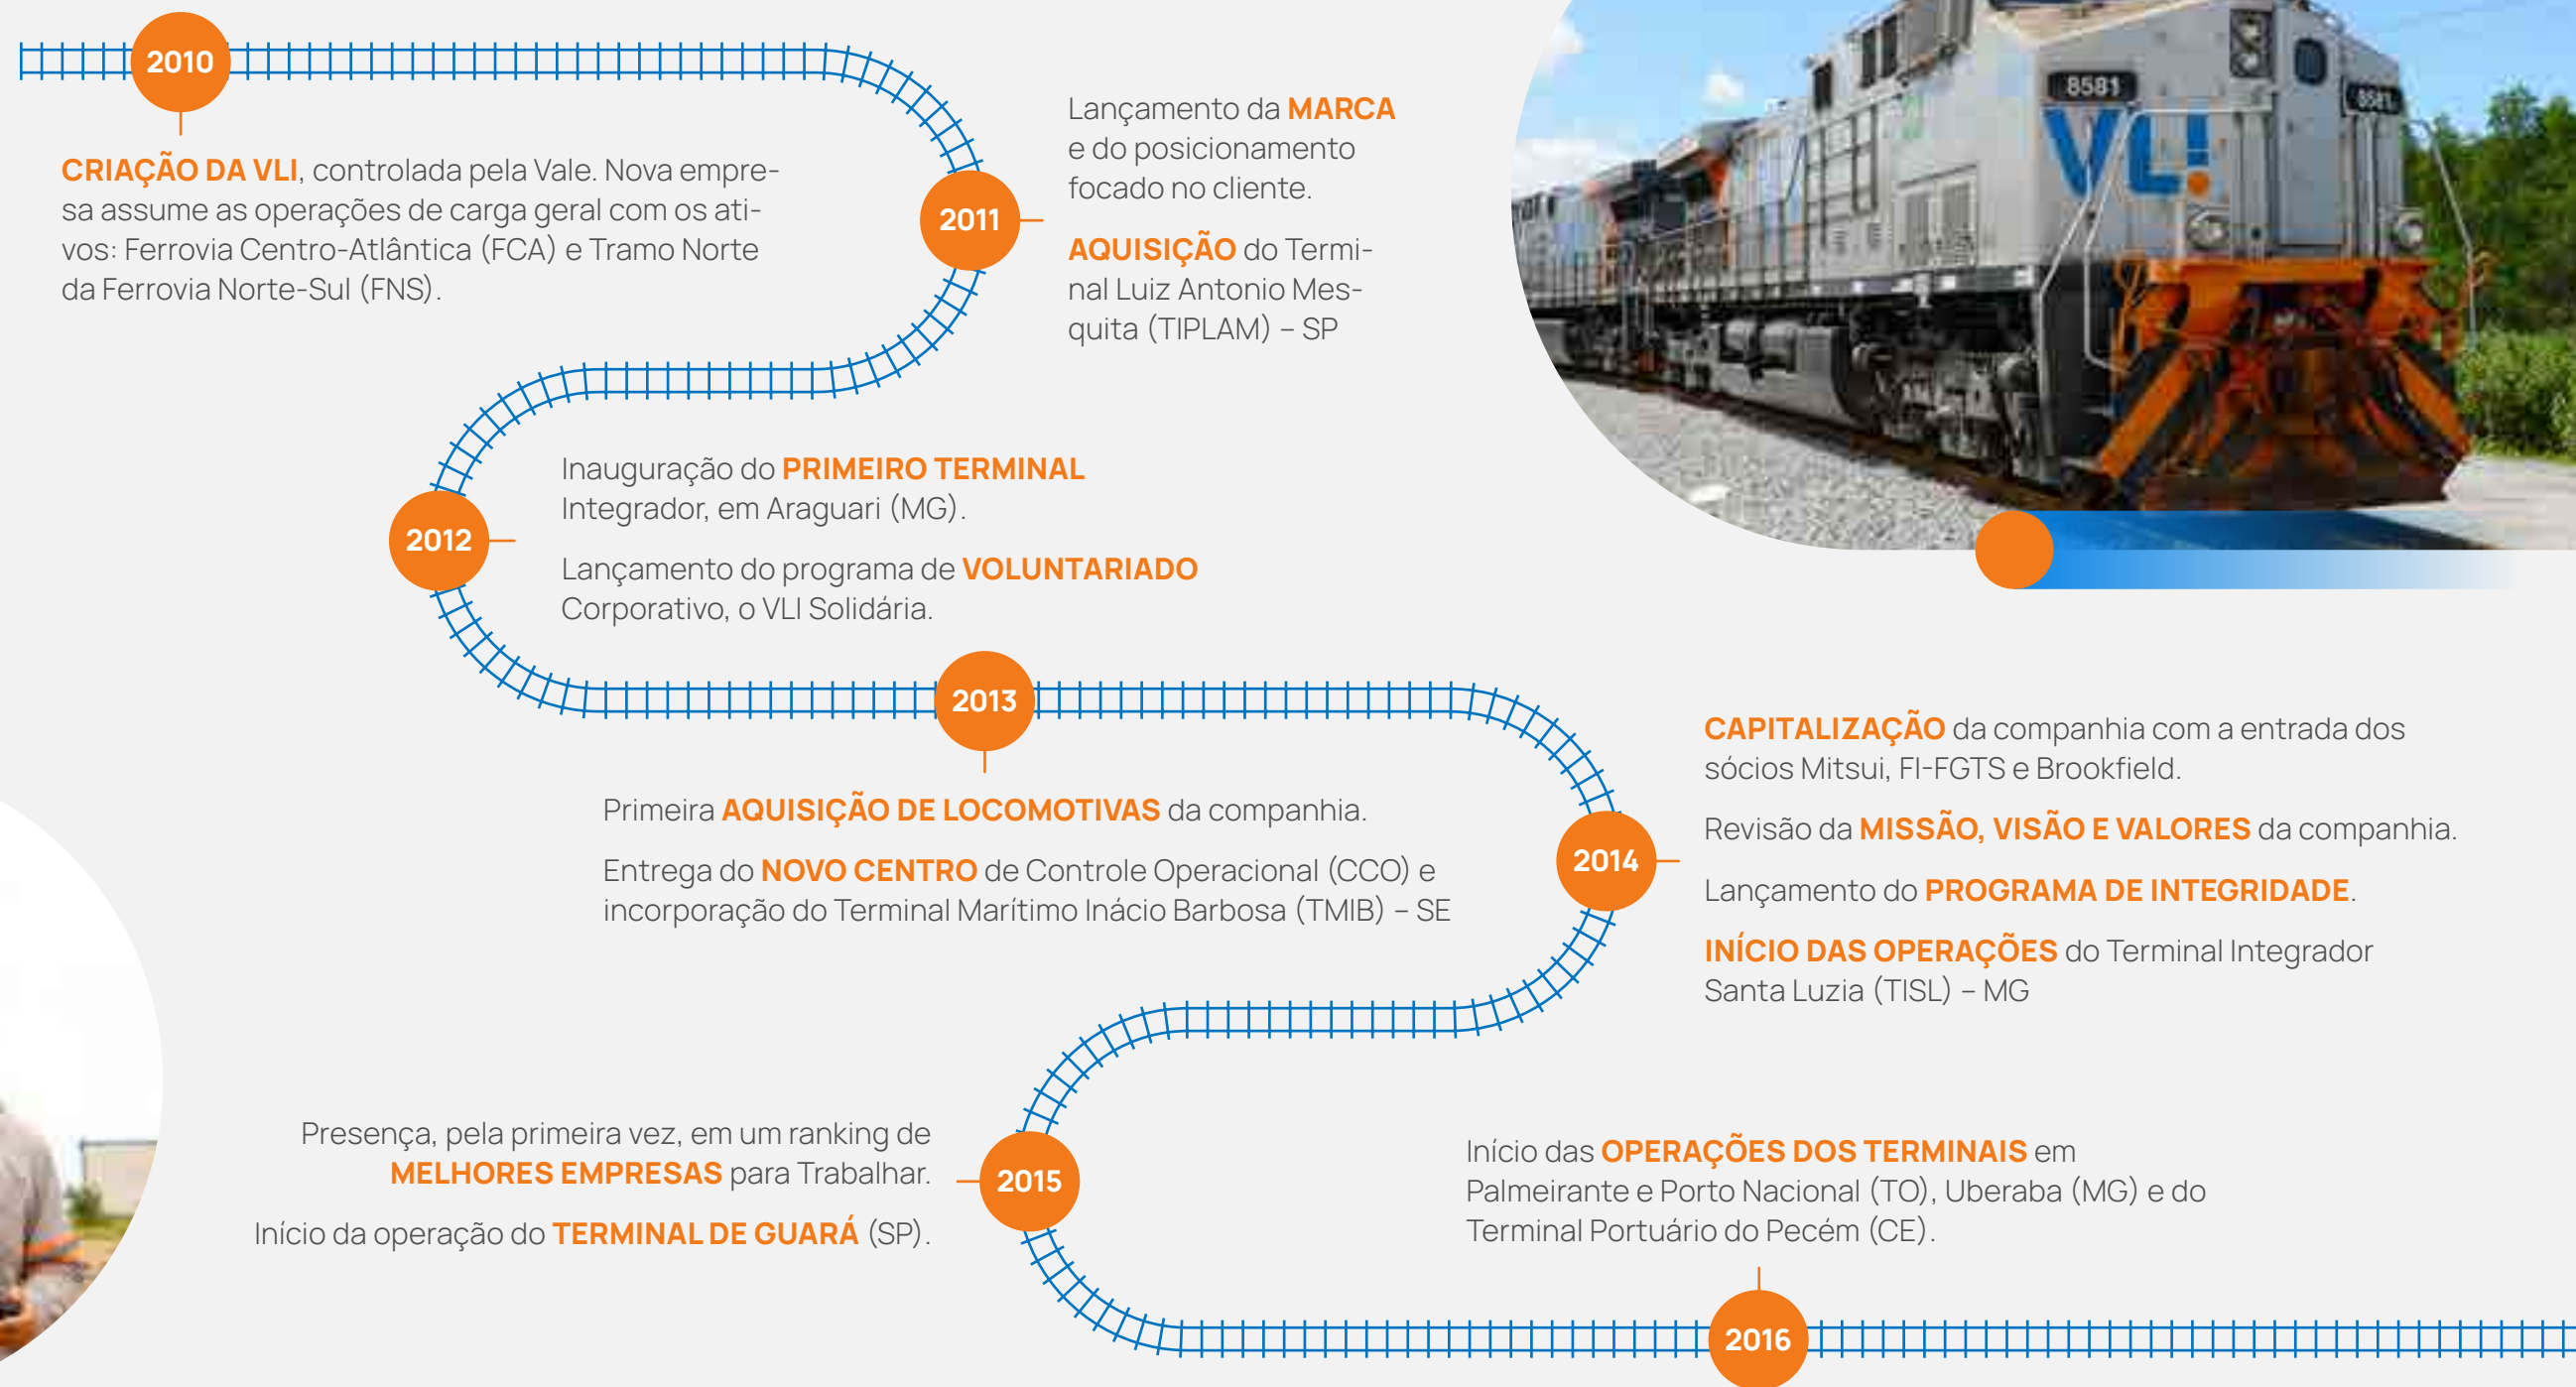 2010
CRIAÇÃO DA VLI, controlada pela Vale. Nova empre-
sa assume as operações de carga geral com os ati-
vos: Ferrovia Centro-Atlântica (FCA) e Tramo Norte
da Ferrovia Norte-Sul (FNS).
2011
Lançamento da MARCA
e do posicionamento
focado no cliente.
AQUISIÇÃO do Termi-
nal Luiz Antonio Mes-
quita (TIPLAM) – SP
8581
8581
VLI
2012
Inauguração do PRIMEIRO TERMINAL
Integrador, em Araguari (MG).
Lançamento do programa de VOLUNTARIADO
Corporativo, o VLI Solidária.
2013
Primeira AQUISIÇÃO DE LOCOMOTIVAS da companhia.
Entrega do NOVO CENTRO de Controle Operacional (CCO) e
incorporação do Terminal Marítimo Inácio Barbosa (TMIB) – SE
2014
CAPITALIZAÇÃO da companhia com a entrada dos
sócios Mitsui, FI-FGTS e Brookfield.
Revisão da MISSÃO, VISÃO E VALORES da companhia.
Lançamento do PROGRAMA DE INTEGRIDADE.
INÍCIO DAS OPERAÇÕES do Terminal Integrador
Santa Luzia (TISL) – MG
2015
Presença, pela primeira vez, em um ranking de
MELHORES EMPRESAS para Trabalhar.
Início da operação do TERMINAL DE GUARÁ (SP).
Início das OPERAÇÕES DOS TERMINAIS em
Palmeirante e Porto Nacional (TO), Uberaba (MG) e do
Terminal Portuário do Pecém (CE).
2016